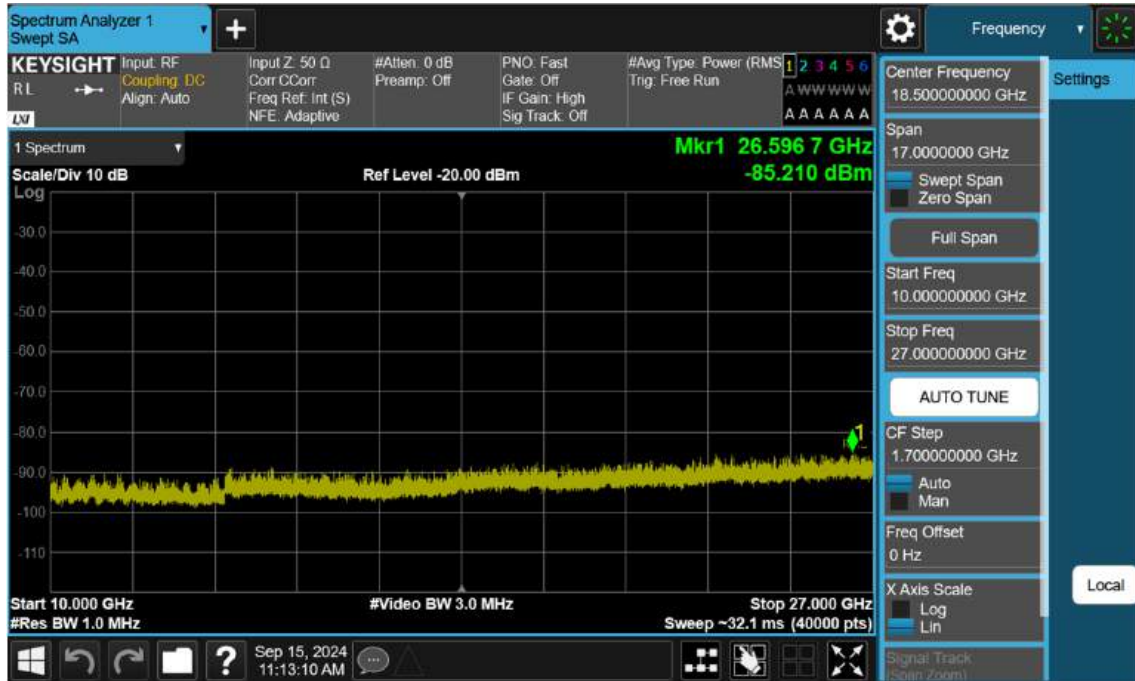 Spectrum Analyzer 1
Swept SA
+
Frequency
KEYSIGHT
RL
LXI
Input: RF
Coupling: DC
Align: Auto
Input Z: 50 Ω
Corr CCorr
Freq Ref: Int (S)
NFE: Adaptive
#Atten: 0 dB
Preamp: Off
PNO: Fast
Gate: Off
IF Gain: High
Sig Track: Off
#Avg Type: Power (RMS
Trig: Free Run
1 2 3 4 5 6
A W W W W W
A A A A A A
1 Spectrum
Scale/Div 10 dB
Log
Ref Level -20.00 dBm
Mkr1 26.596 7 GHz
-85.210 dBm
-30.0
-40.0
-50.0
-60.0
-70.0
-80.0
-90.0
-100
-110
1
Start 10.000 GHz
#Res BW 1.0 MHz
#Video BW 3.0 MHz
Stop 27.000 GHz
Sweep ~32.1 ms (40000 pts)
Center Frequency
18.500000000 GHz
Span
17.0000000 GHz
Swept Span
Zero Span
Full Span
Start Freq
10.000000000 GHz
Stop Freq
27.000000000 GHz
AUTO TUNE
CF Step
1.700000000 GHz
Auto
Man
Freq Offset
0 Hz
X Axis Scale
Log
Lin
Signal Track
(Span Zoom)
Settings
Local
?
Sep 15, 2024
11:13:10 AM